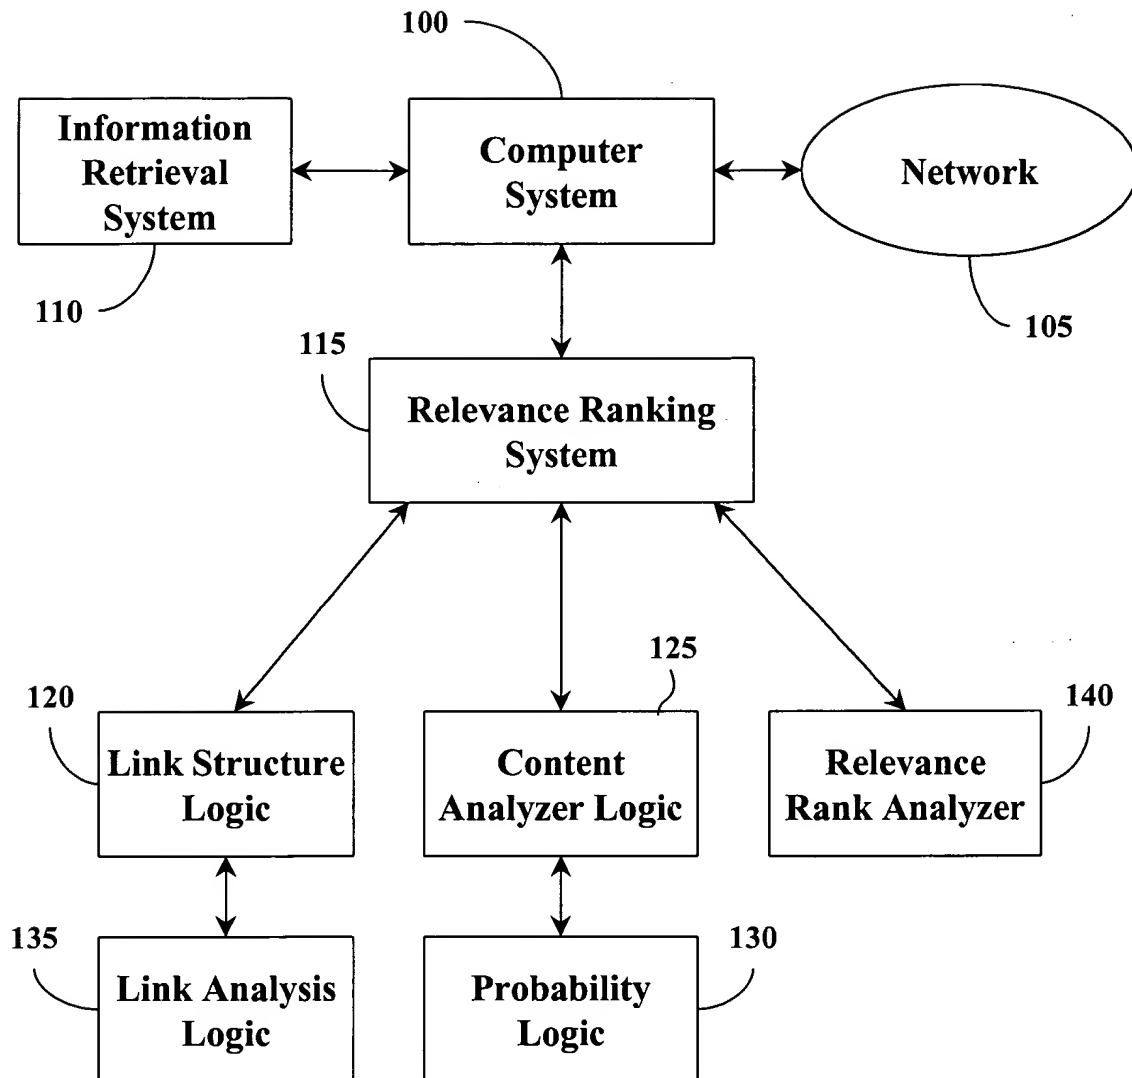 100
Information
Retrieval
System
Computer
System
Network
110
105
115
Relevance Ranking
System
125
120
140
Link Structure
Logic
Content
Analyzer Logic
Relevance
Rank Analyzer
135
130
Link Analysis
Logic
Probability
Logic